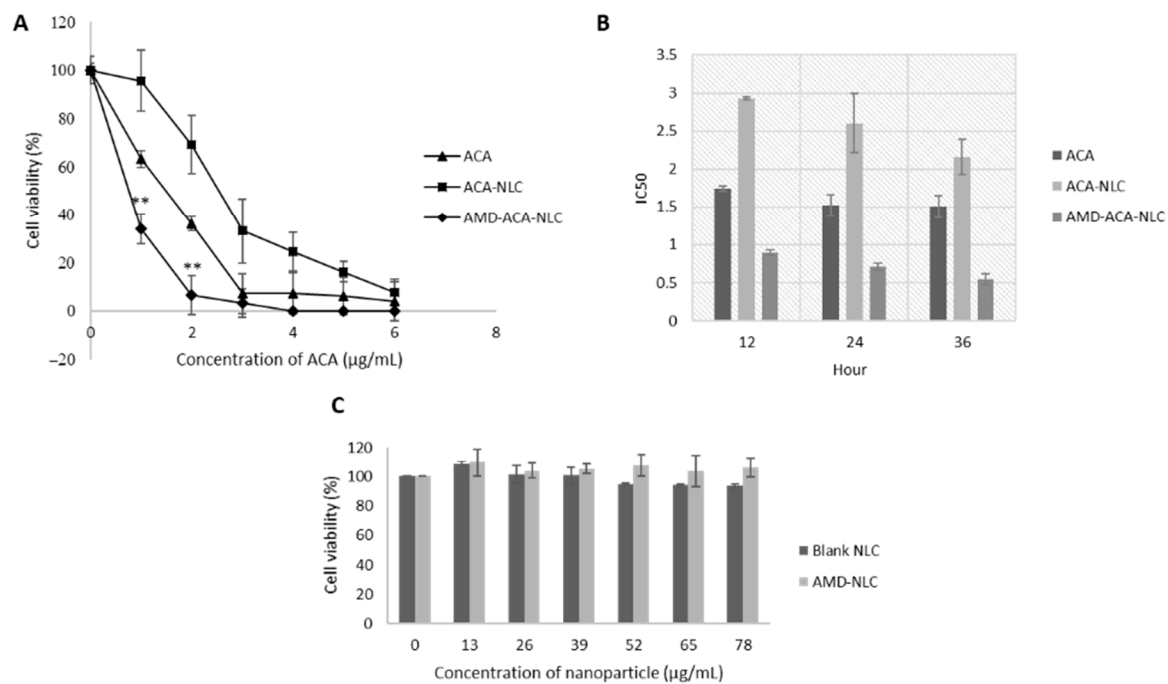 A
120
100
80
60
40
20
0
−20
Cell viability (%)
**
**
0
2
4
6
8
Concentration of ACA (µg/mL)
ACA
ACA-NLC
AMD-ACA-NLC
B
3.5
3
2.5
2
1.5
1
0.5
0
IC50
12
24
36
Hour
ACA
ACA-NLC
AMD-ACA-NLC
C
120
100
80
60
40
20
0
Cell viability (%)
0
13
26
39
52
65
78
Concentration of nanoparticle (µg/mL)
Blank NLC
AMD-NLC